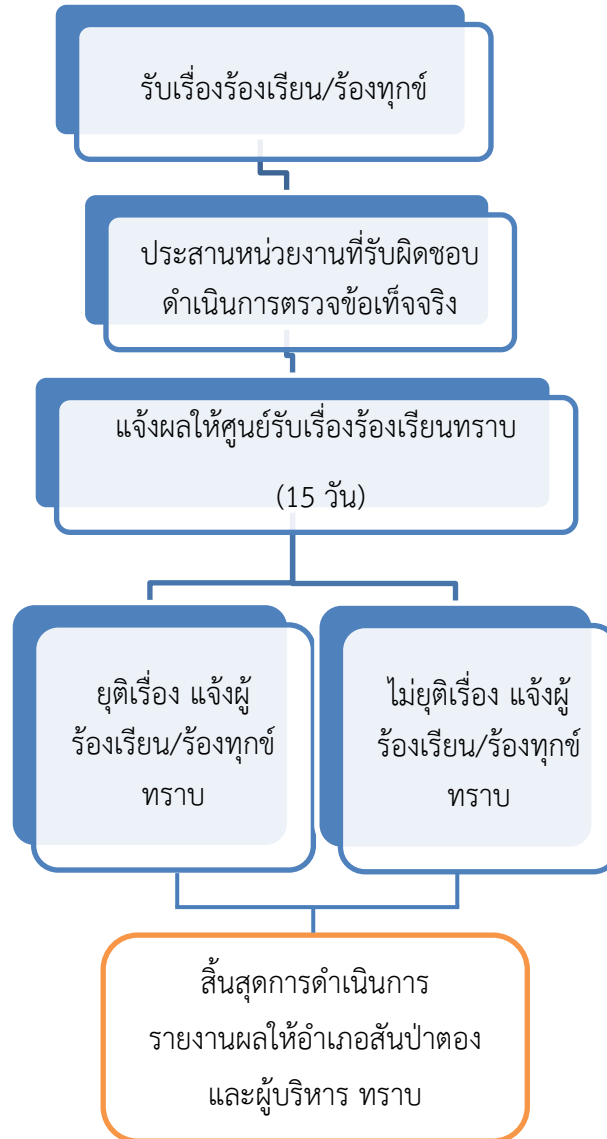 รับเรื่องร้องเรียน/ร้องทุกข์
ประสานหน่วยงานที่รับผิดชอบ
ดำเนินการตรวจข้อเท็จจริง
แจ้งผลให้ศูนย์รับเรื่องร้องเรียนทราบ
(15 วัน)
ยุติเรื่อง แจ้งผู้
ร้องเรียน/ร้องทุกข์
ทราบ
ไม่ยุติเรื่อง แจ้งผู้
ร้องเรียน/ร้องทุกข์
ทราบ
สิ้นสุดการดำเนินการ
รายงานผลให้อำเภอสันป่าตอง
และผู้บริหาร ทราบ